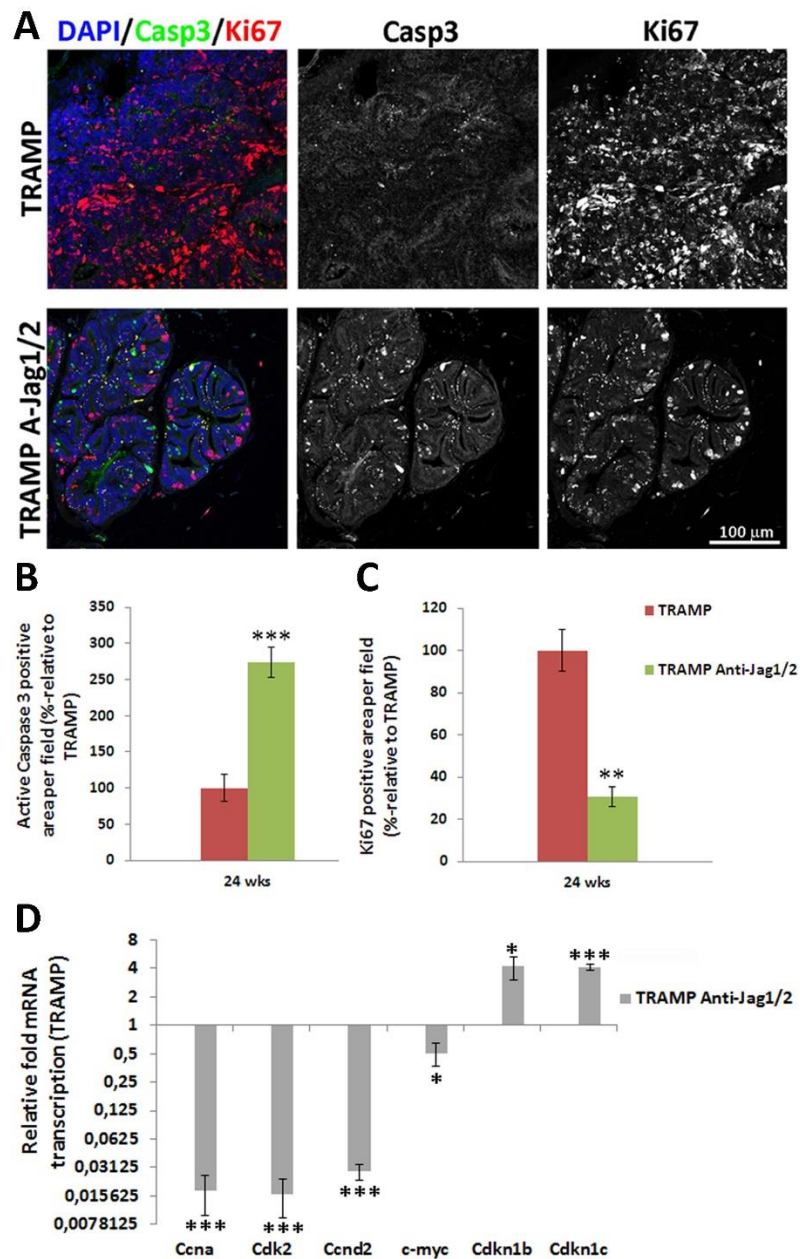 A
DAPI/Casp3/Ki67
Casp3
Ki67
TRAMP
TRAMP A-Jag1/2
100 µm
B
Active Caspase 3 positive
areaper field (%-relative to
TRAMP)
350
300
250
200
150
100
50
0
***
24 wks
C
Ki67 positive areaper field
(%-relative to TRAMP)
120
100
80
60
40
20
0
**
24 wks
TRAMP
TRAMP Anti-Jag1/2
D
Relative fold mRNA
transcription (TRAMP)
8
4
2
1
0,5
0,25
0,125
0,0625
0,03125
0,015625
0,0078125
*** *** *** * * ***
Ccna Cdk2 Ccnd2 c-myc Cdkn1b Cdkn1c
TRAMP Anti-Jag1/2